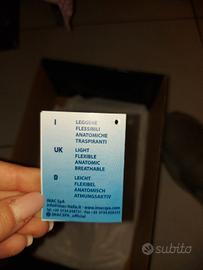 I LEGGERE
FLESSIBILI
ANATOMICHE
TRASPIRANTI
UK LIGHT
FLEXIBLE
ANATOMIC
BREATHABLE
D LEICHT
FLEXIBEL
ANATOMISCH
ATMUNGSAKTIV
IMAC SpA
subito